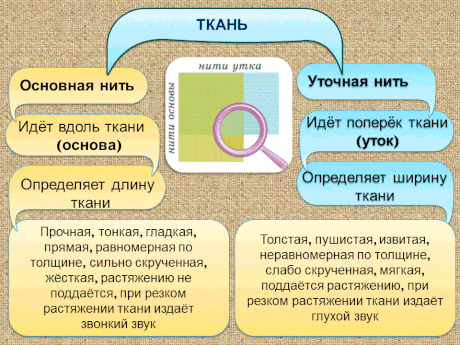 ТКАНЬ
Основная нить
Идёт вдоль ткани
(основа)
Определяет длину
ткани
Прочная, тонкая, гладкая,
прямая, равномерная по
толщине, сильно скрученная,
жёсткая, растяжению не
поддаётся, при резком
растяжении ткани издаёт
звонкий звук
нити утка
нити основы
Уточная нить
Идёт поперёк ткани
(уток)
Определяет ширину
ткани
Толстая, пушистая, извитая,
неравномерная по толщине,
слабо скрученная, мягкая,
поддаётся растяжению, при
резком растяжении ткани издаёт
глухой звук